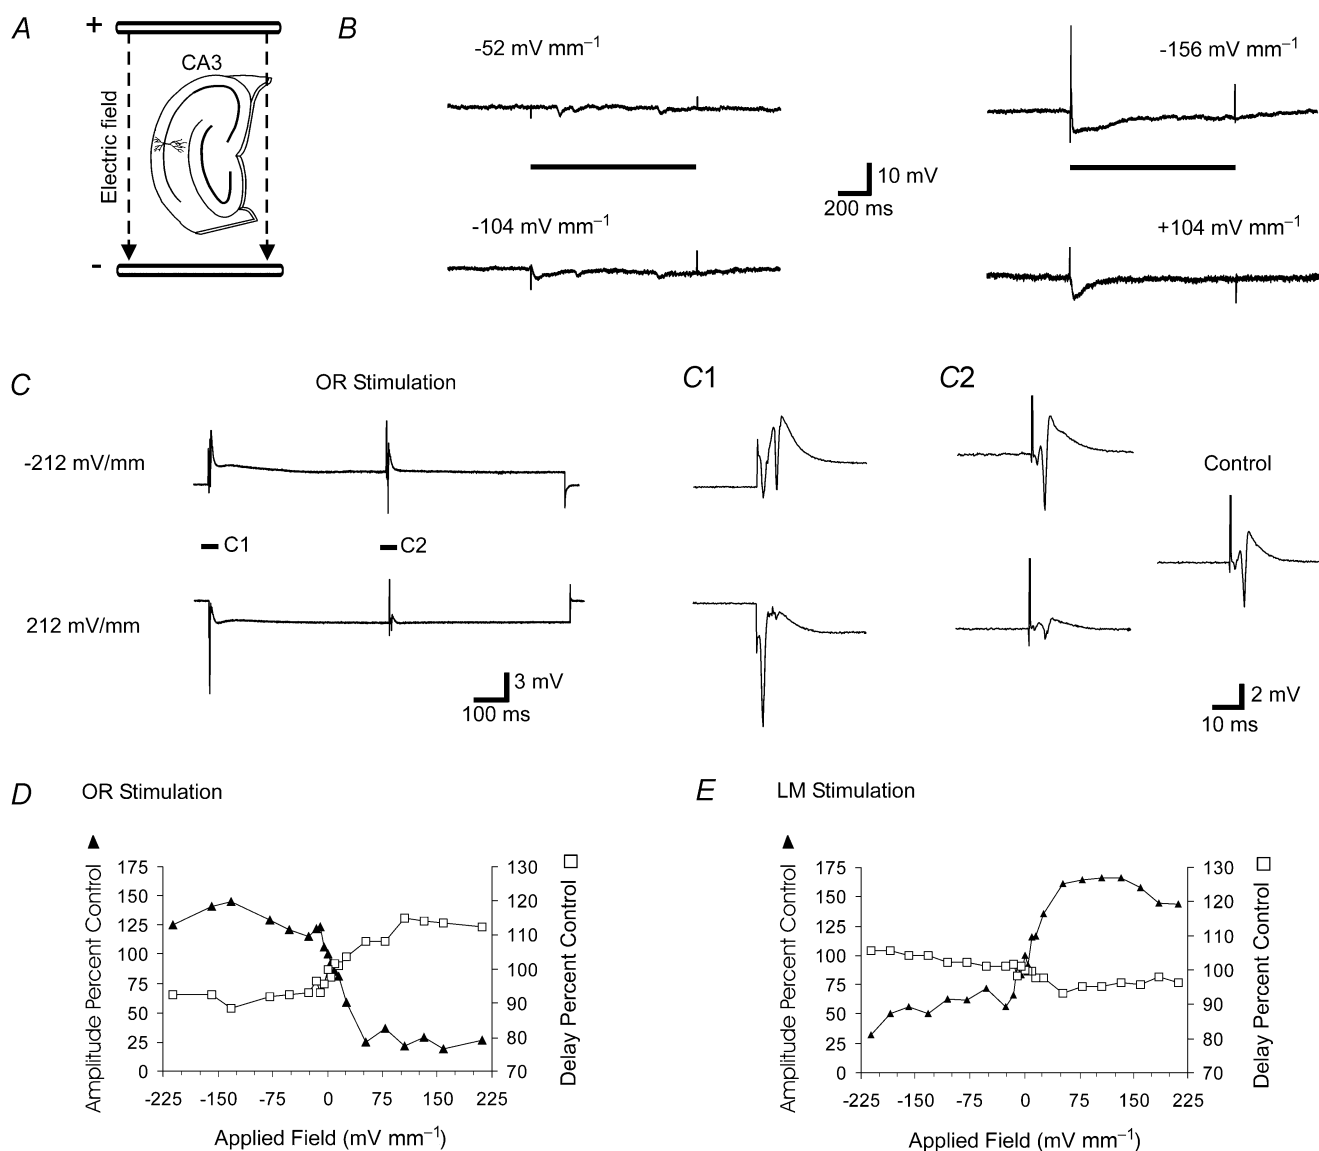 A
+
CA3
Electric field
-
B
-52 mV mm⁻¹
-156 mV mm⁻¹
10 mV
200 ms
-104 mV mm⁻¹
+104 mV mm⁻¹
C
OR Stimulation
-212 mV/mm
C1
C2
212 mV/mm
3 mV
100 ms
C1
C2
Control
2 mV
10 ms
D
OR Stimulation
▲
Amplitude Percent Control
175
150
125
100
75
50
25
0
-225 -150 -75 0 75 150 225
Applied Field (mV mm⁻¹)
130
120
110
100
90
80
70
Delay Percent Control □
E
LM Stimulation
▲
Amplitude Percent Control
175
150
125
100
75
50
25
0
-225 -150 -75 0 75 150 225
Applied Field (mV mm⁻¹)
130
120
110
100
90
80
70
Delay Percent Control □